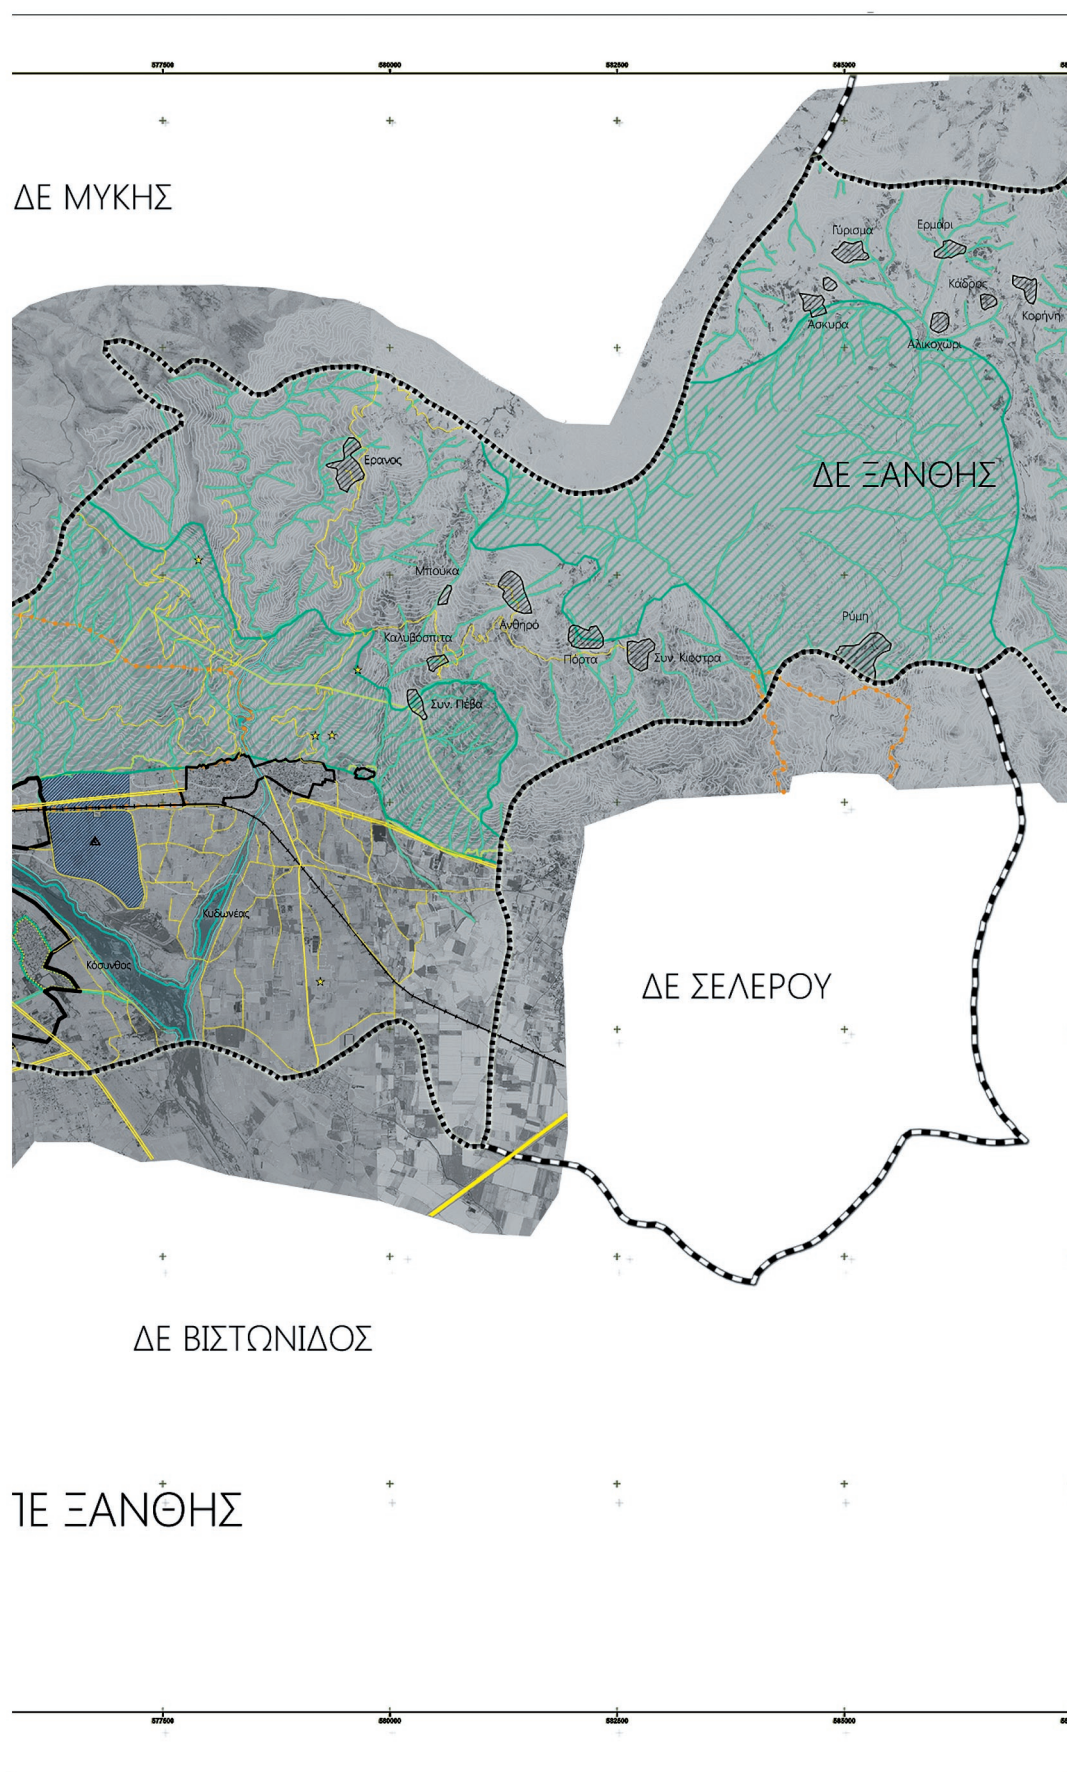 577500 580000 582500 585000
ΔΕ ΜΥΚΗΣ
Γύρισμα
Ερμάρι
Κάδρος
Κορήνη
Άσκυρα
Αλικοχώρι
Ερανος
ΔΕ ΞΑΝΘΗΣ
Μπούκα
Ανθηρό
Ρύμη
Καλυβόσπιτα
Πόρτα
Συν. Κιόστρα
Συν. Πέβα
Κυδωνέας
Κόσυνθος
ΔΕ ΣΕΛΕΡΟΥ
ΔΕ ΒΙΣΤΩΝΙΔΟΣ
ΠΕ ΞΑΝΘΗΣ
577500 580000 582500 585000